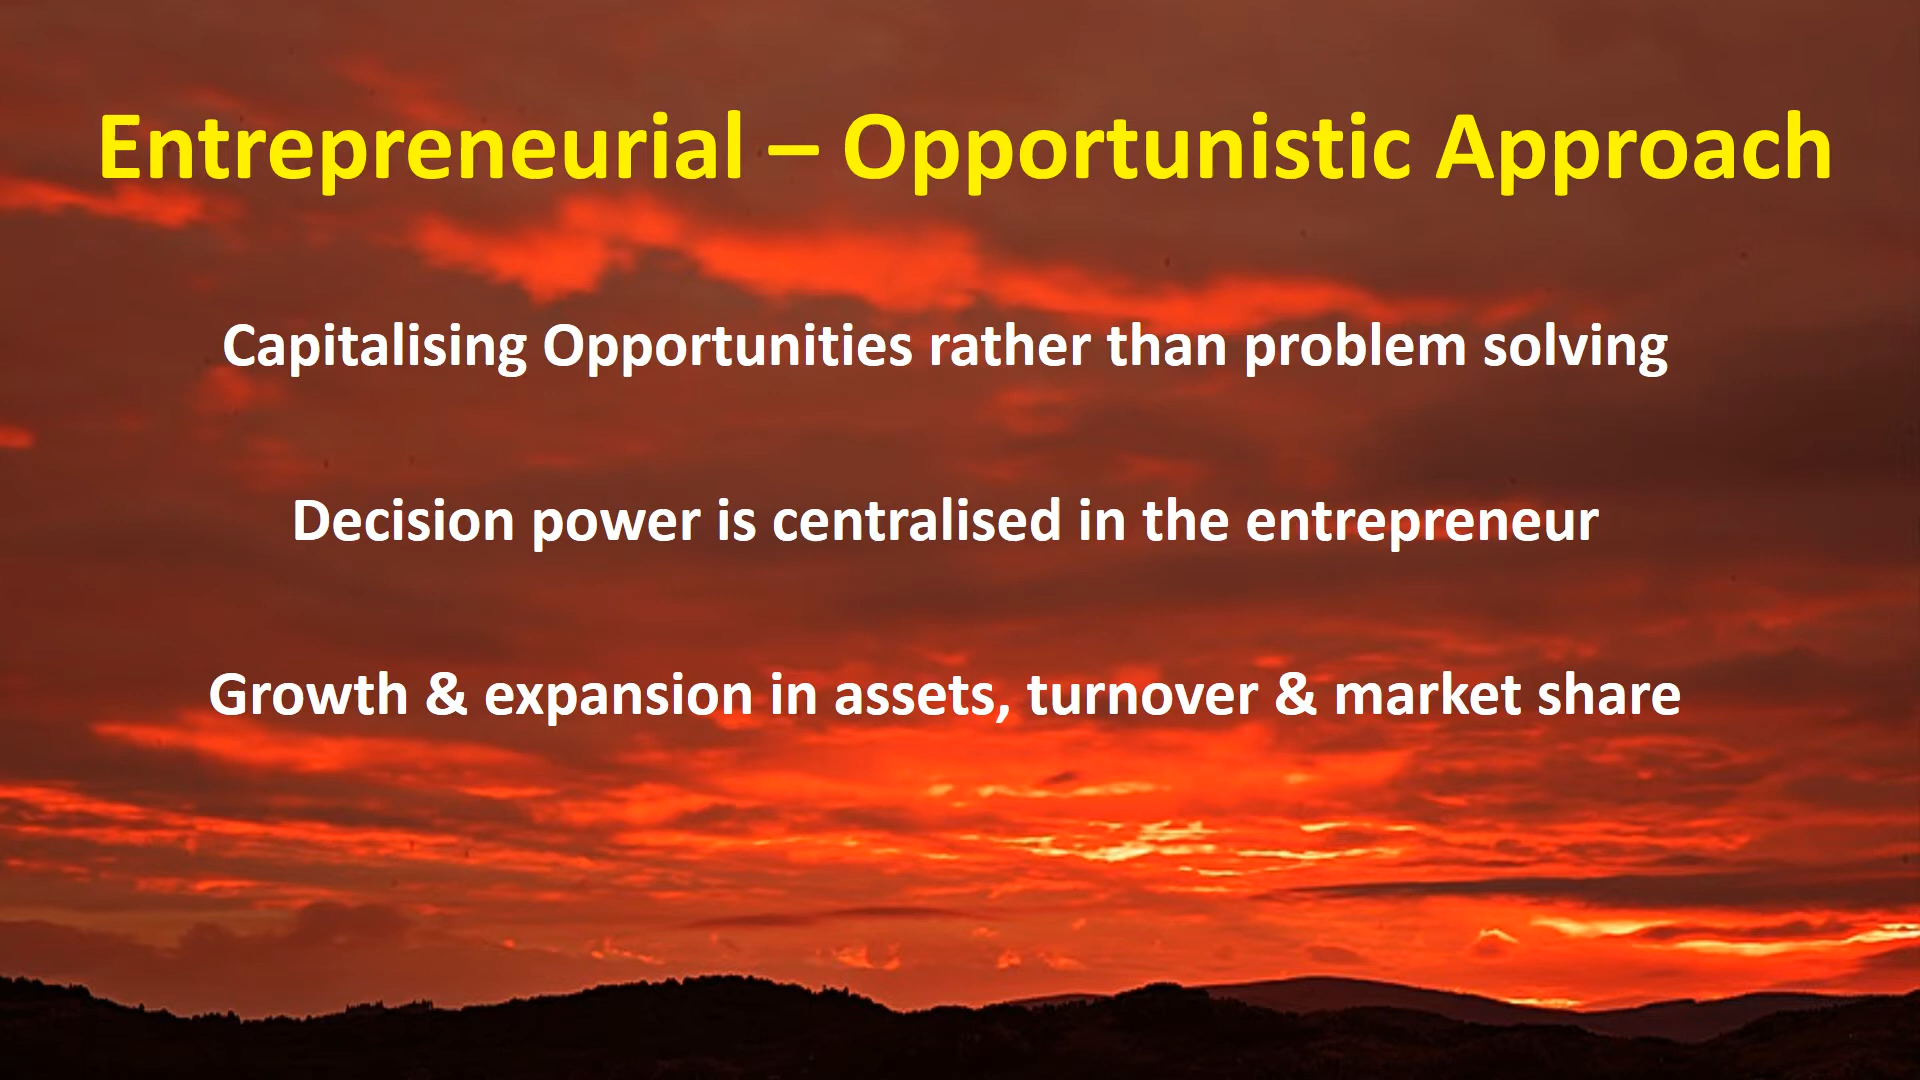 Entrepreneurial – Opportunistic Approach
Capitalising Opportunities rather than problem solving
Decision power is centralised in the entrepreneur
Growth & expansion in assets, turnover & market share